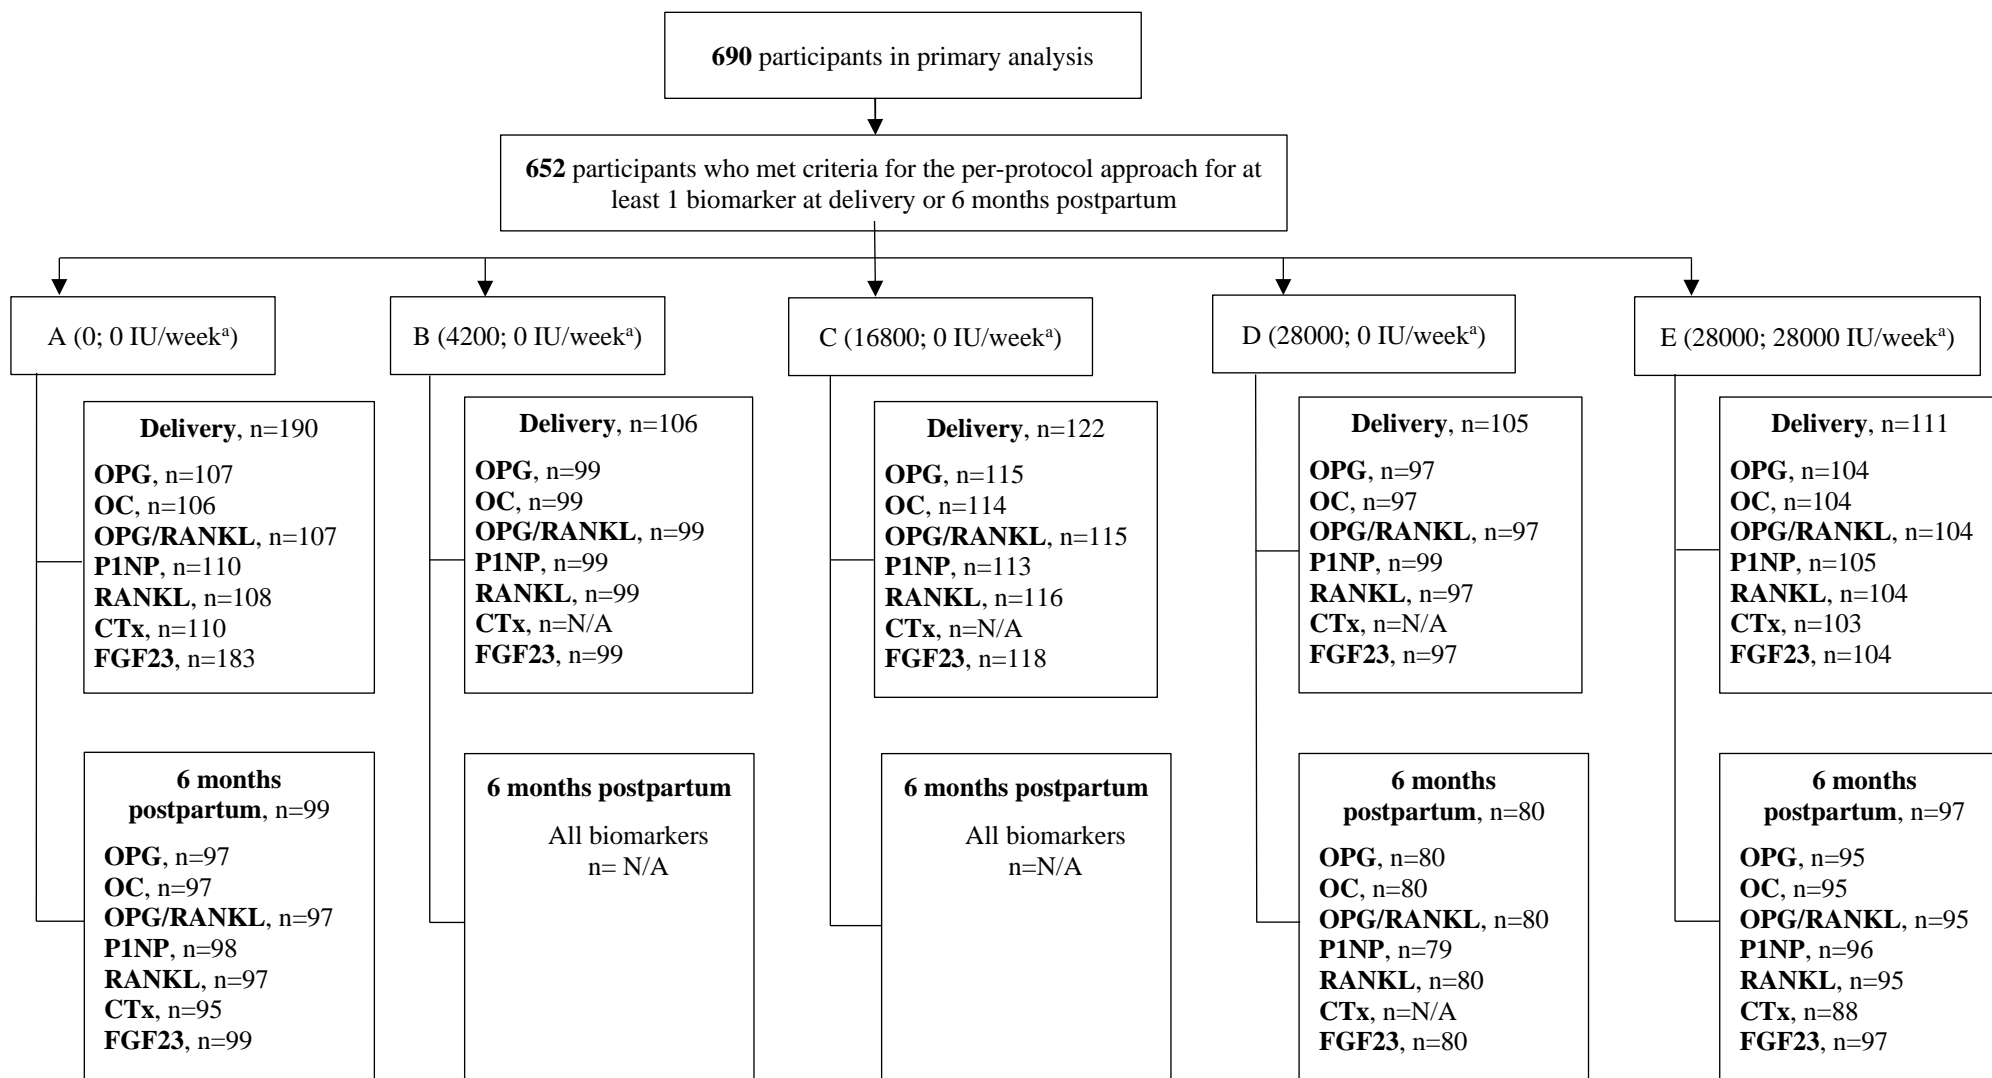 690 participants in primary analysis
652 participants who met criteria for the per-protocol approach for at
least 1 biomarker at delivery or 6 months postpartum
A (0; 0 IU/weekᵃ)
B (4200; 0 IU/weekᵃ)
C (16800; 0 IU/weekᵃ)
D (28000; 0 IU/weekᵃ)
E (28000; 28000 IU/weekᵃ)
Delivery, n=190
OPG, n=107
OC, n=106
OPG/RANKL, n=107
P1NP, n=110
RANKL, n=108
CTx, n=110
FGF23, n=183
Delivery, n=106
OPG, n=99
OC, n=99
OPG/RANKL, n=99
P1NP, n=99
RANKL, n=99
CTx, n=N/A
FGF23, n=99
Delivery, n=122
OPG, n=115
OC, n=114
OPG/RANKL, n=115
P1NP, n=113
RANKL, n=116
CTx, n=N/A
FGF23, n=118
Delivery, n=105
OPG, n=97
OC, n=97
OPG/RANKL, n=97
P1NP, n=99
RANKL, n=97
CTx, n=N/A
FGF23, n=97
Delivery, n=111
OPG, n=104
OC, n=104
OPG/RANKL, n=104
P1NP, n=105
RANKL, n=104
CTx, n=103
FGF23, n=104
6 months
postpartum, n=99
OPG, n=97
OC, n=97
OPG/RANKL, n=97
P1NP, n=98
RANKL, n=97
CTx, n=95
FGF23, n=99
6 months postpartum
All biomarkers
n= N/A
6 months postpartum
All biomarkers
n=N/A
6 months
postpartum, n=80
OPG, n=80
OC, n=80
OPG/RANKL, n=80
P1NP, n=79
RANKL, n=80
CTx, n=N/A
FGF23, n=80
6 months
postpartum, n=97
OPG, n=95
OC, n=95
OPG/RANKL, n=95
P1NP, n=96
RANKL, n=95
CTx, n=88
FGF23, n=97